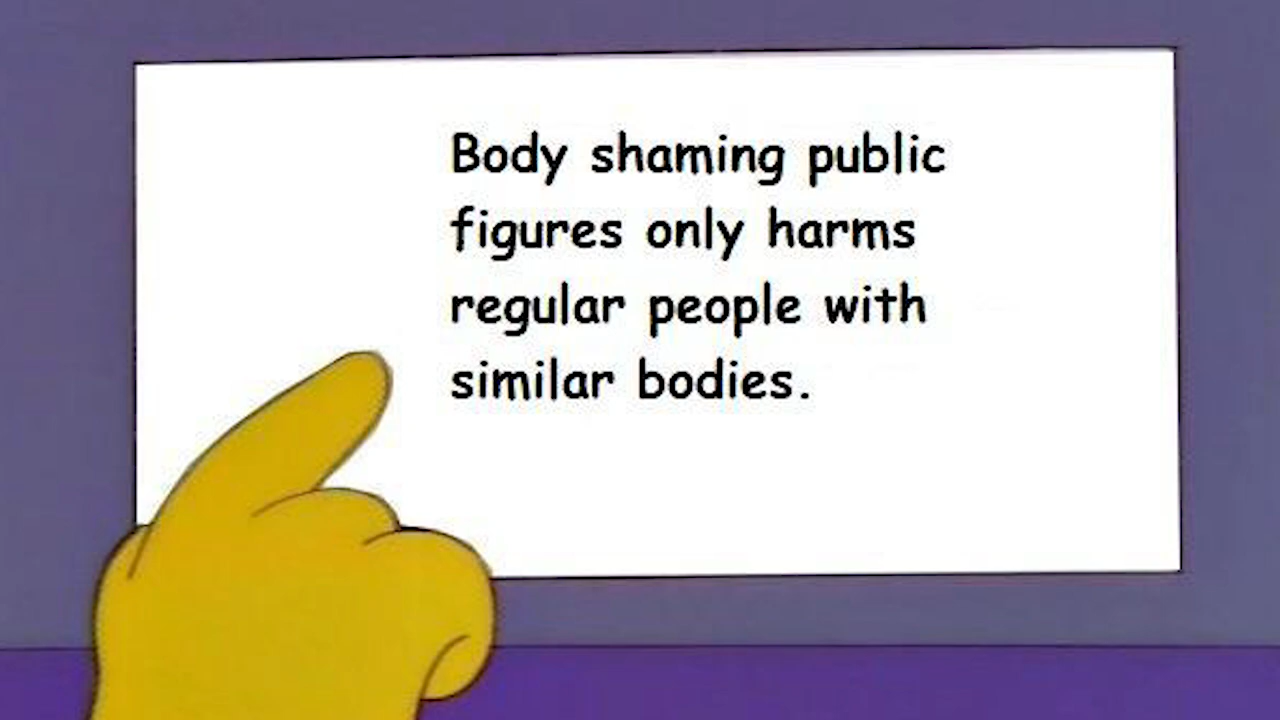 Body shaming public
figures only harms
regular people with
similar bodies.